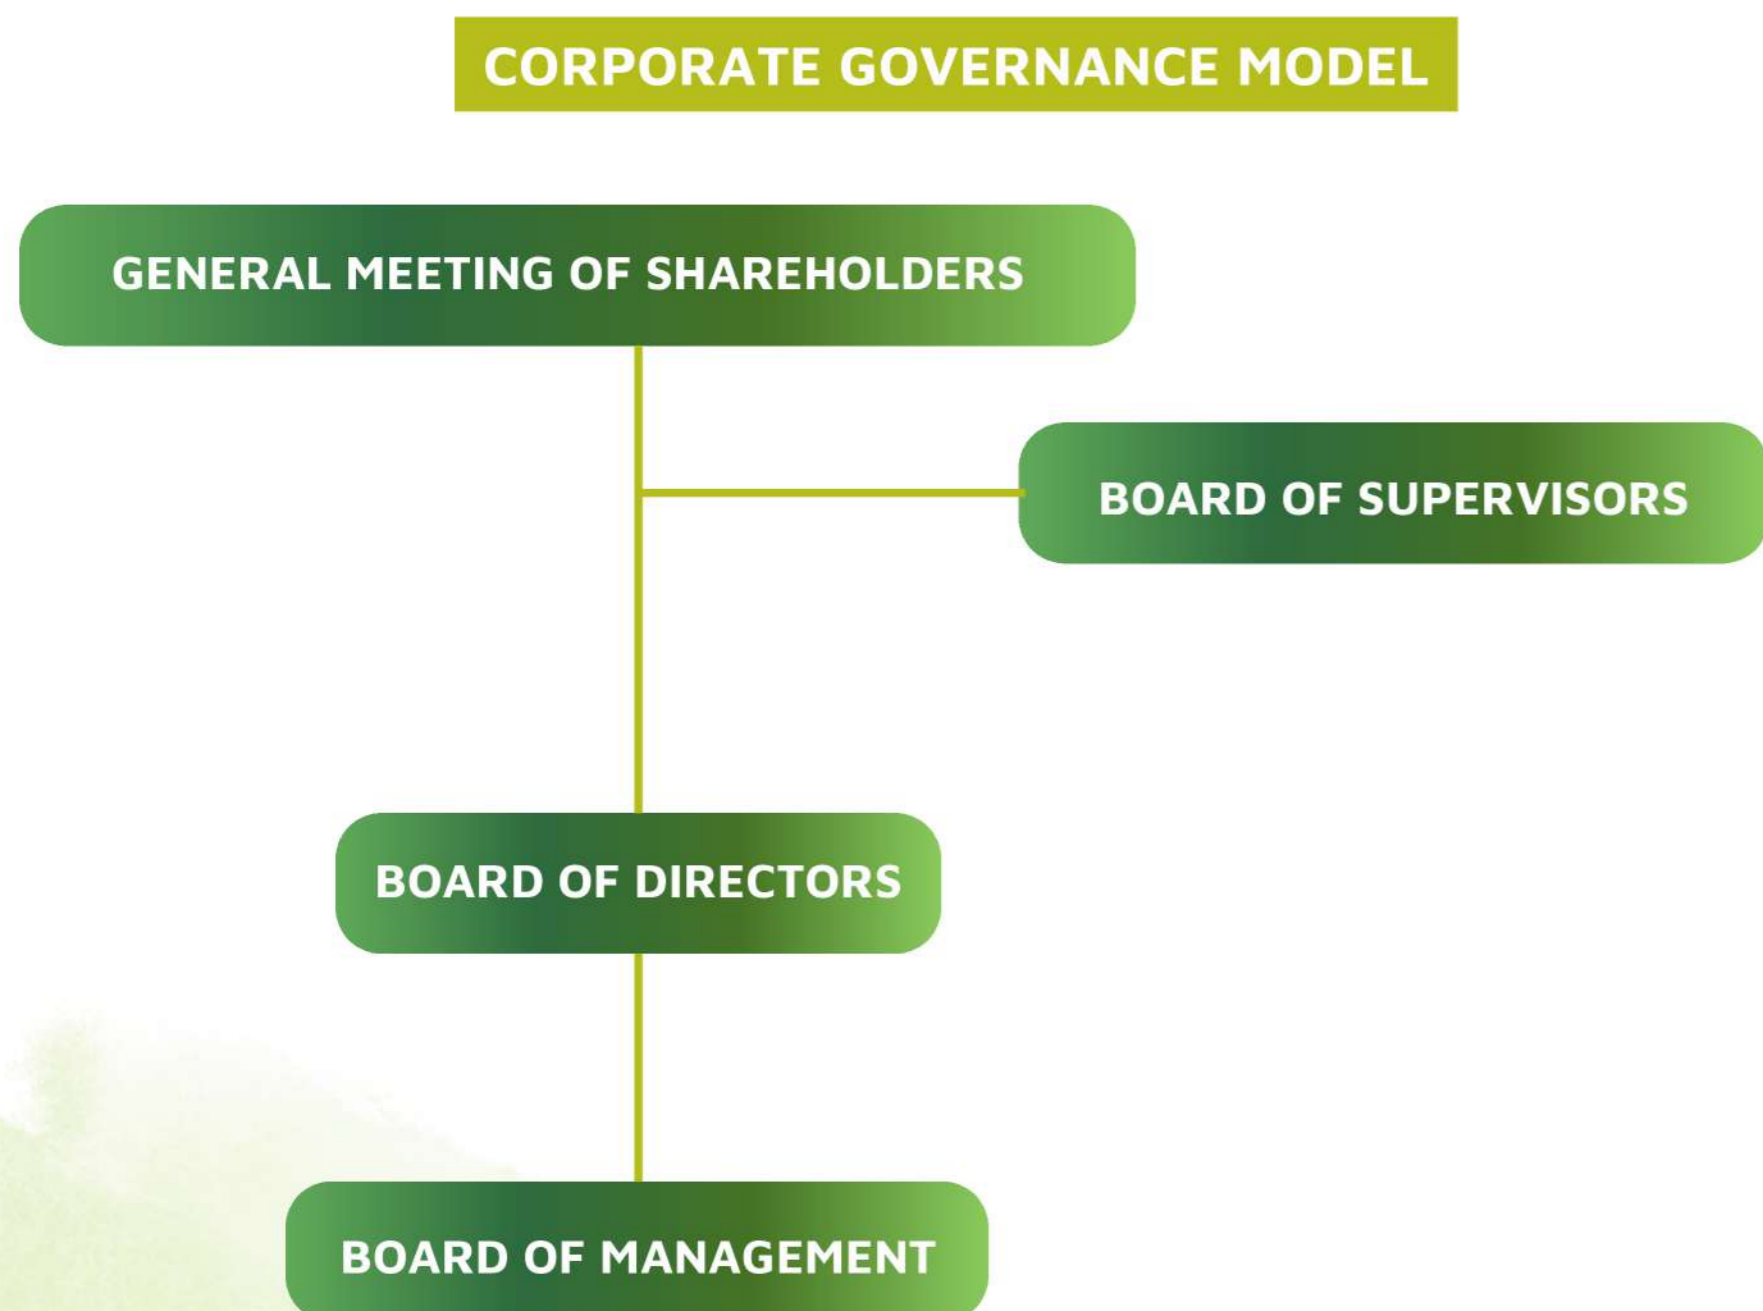 CORPORATE GOVERNANCE MODEL
GENERAL MEETING OF SHAREHOLDERS
BOARD OF SUPERVISORS
BOARD OF DIRECTORS
BOARD OF MANAGEMENT